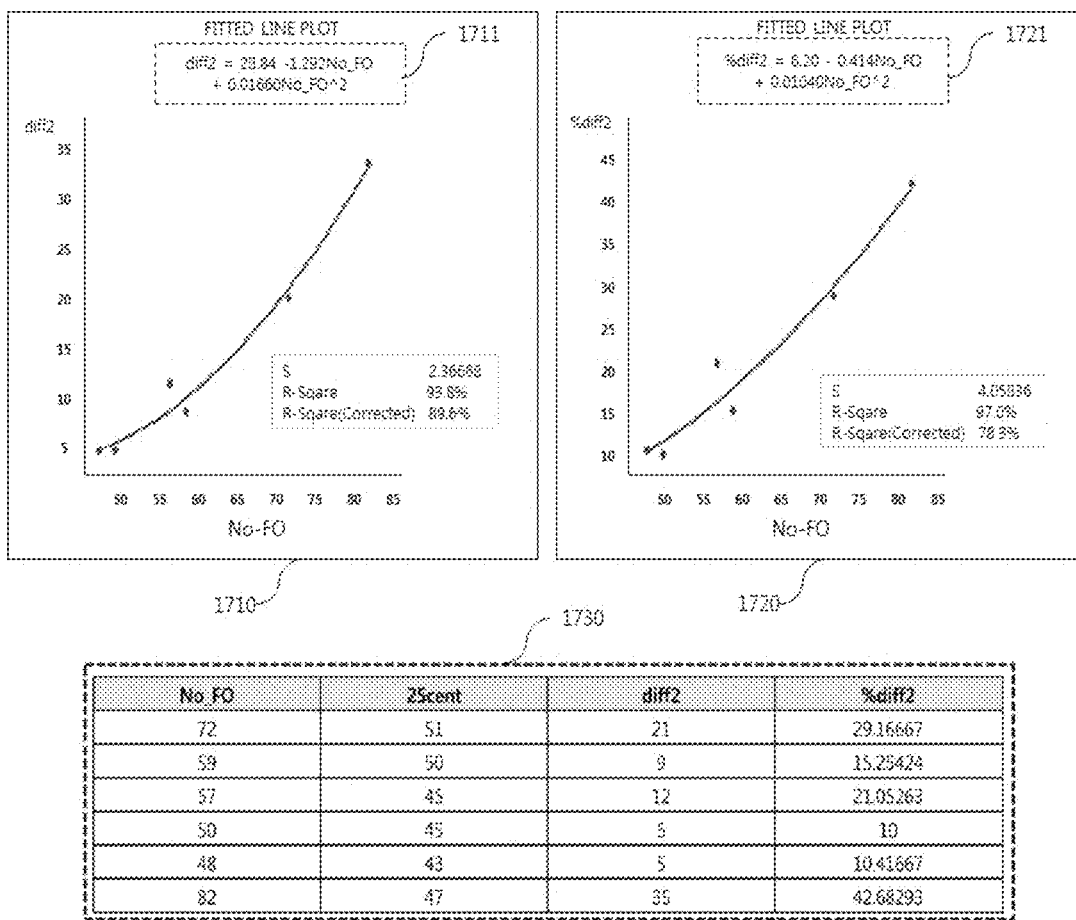 FITTED LINE PLOT
diff2 = 28.84 -1.292No_FO
+ 0.01660No_FO^2
1711
diff2
35
30
25
20
15
10
5
S 2.36688
R-Sqare 93.8%
R-Sqare(Corrected) 89.6%
50 55 60 65 70 75 80 85
No-FO
1710
FITTED LINE PLOT
%diff2 = 6.20 - 0.414No_FO
+ 0.01040No_FO^2
1721
%diff2
45
40
30
25
20
15
10
S 4.05836
R-Sqare 97.0%
R-Sqare(Corrected) 78.3%
50 55 60 65 70 75 80 85
No-FO
1720
1730
No_FO 25cent diff2 %diff2
72 51 21 29.16667
59 50 9 15.25424
57 45 12 21.05263
50 45 5 10
48 43 5 10.41667
82 47 35 42.68293